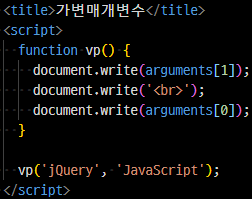 <title>가변매개변수</title>
<script>
function vp() {
document.write(arguments[1]);
document.write('<br>');
document.write(arguments[0]);
}
vp('jQuery', 'JavaScript');
</script>